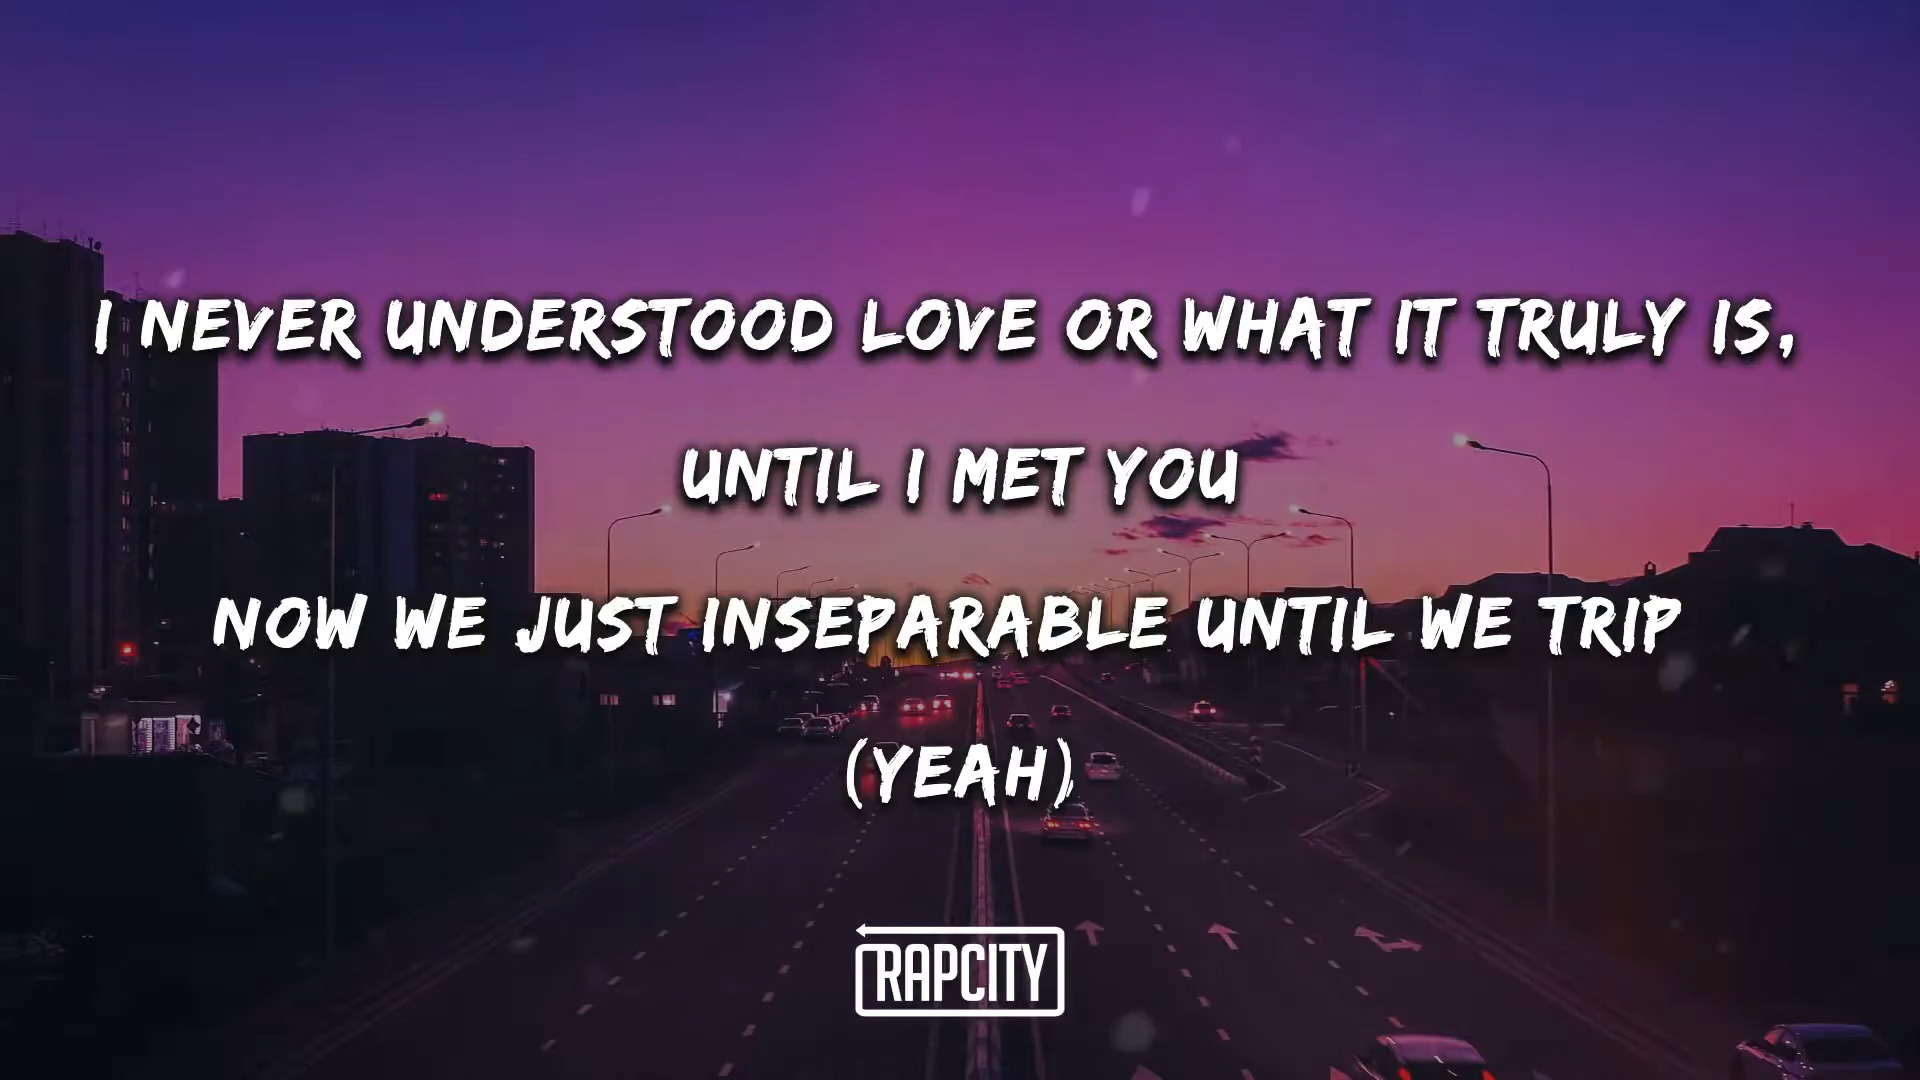 I NEVER UNDERSTOOD LOVE OR WHAT IT TRULY IS,
UNTIL I MET YOU
NOW WE JUST INSEPARABLE UNTIL WE TRIP
(YEAH)
RAPCITY